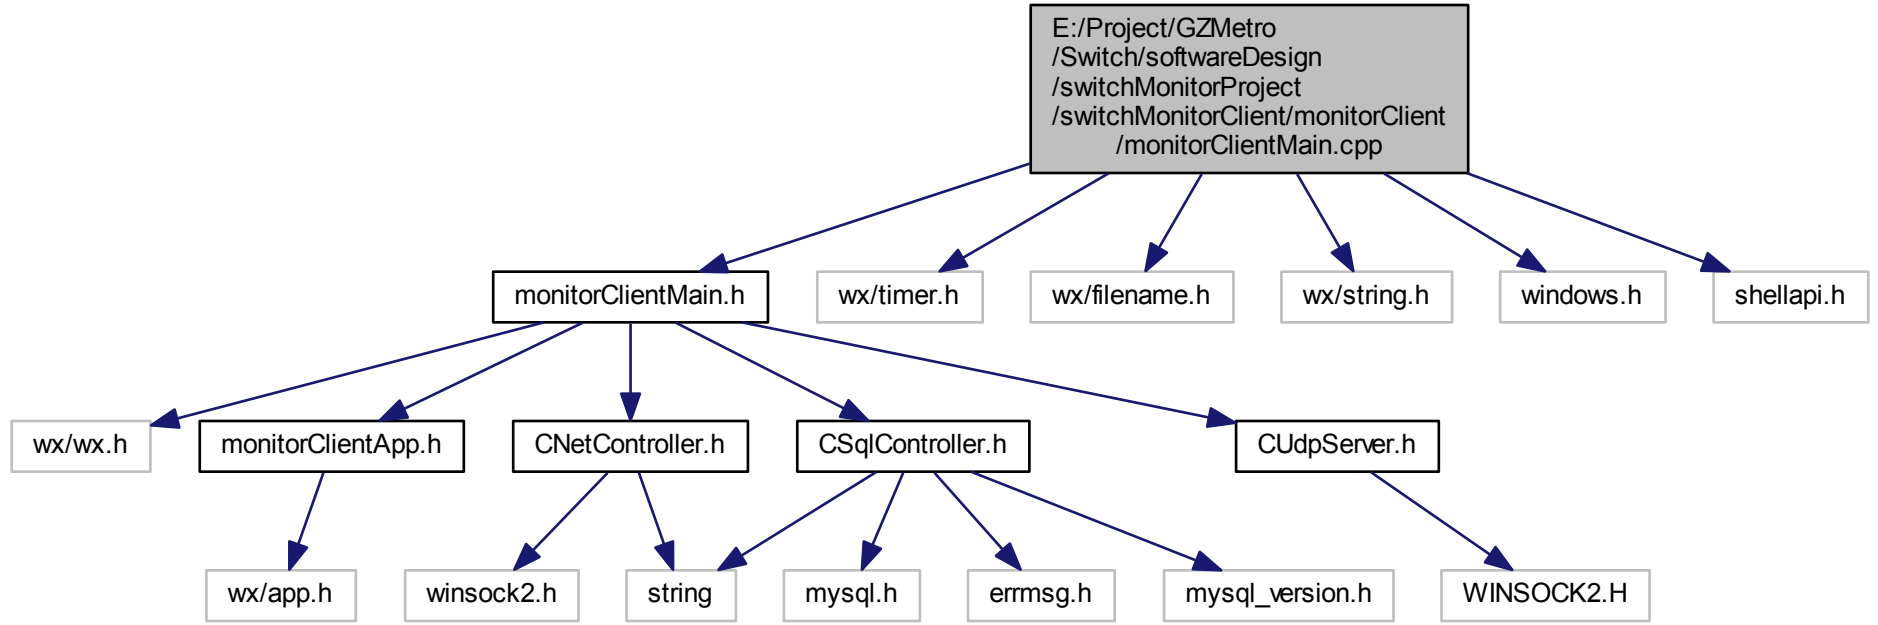 E:/Project/GZMetro
/Switch/softwareDesign
/switchMonitorProject
/switchMonitorClient/monitorClient
/monitorClientMain.cpp
monitorClientMain.h
wx/timer.h
wx/filename.h
wx/string.h
windows.h
shellapi.h
wx/wx.h
monitorClientApp.h
CNetController.h
CSqlController.h
CUdpServer.h
wx/app.h
winsock2.h
string
mysql.h
errmsg.h
mysql_version.h
WINSOCK2.H